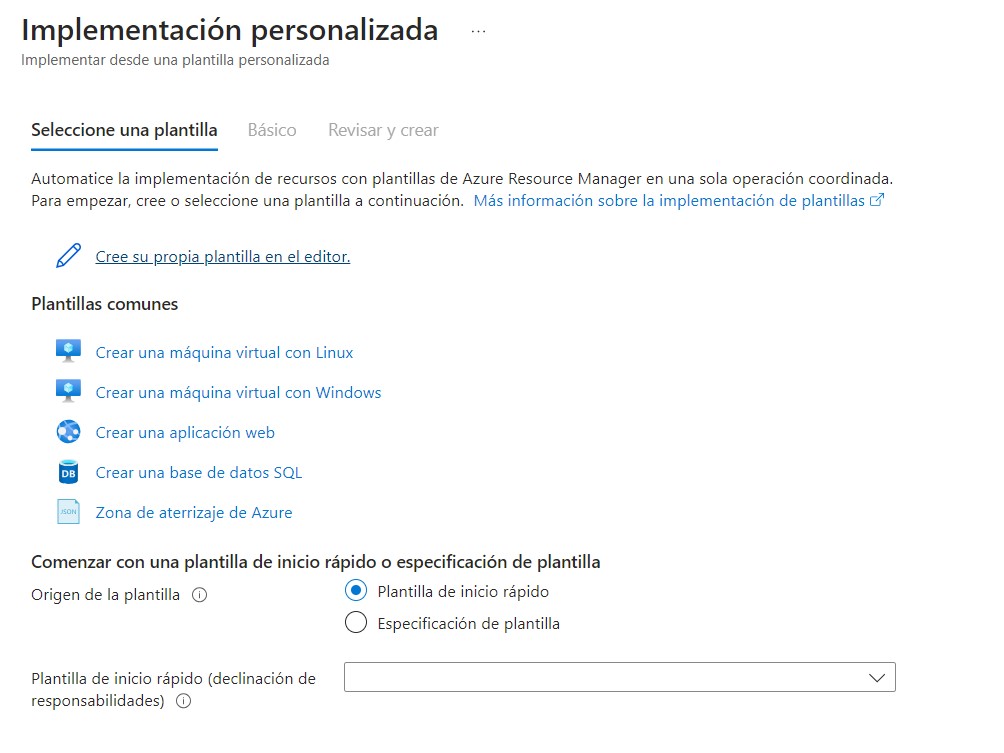 Implementación personalizada ...
Implementar desde una plantilla personalizada
Seleccione una plantilla Básico Revisar y crear
Automatice la implementación de recursos con plantillas de Azure Resource Manager en una sola operación coordinada.
Para empezar, cree o seleccione una plantilla a continuación. Más información sobre la implementación de plantillas
Cree su propia plantilla en el editor.
Plantillas comunes
Crear una máquina virtual con Linux
Crear una máquina virtual con Windows
Crear una aplicación web
DB Crear una base de datos SQL
JSON Zona de aterrizaje de Azure
Comenzar con una plantilla de inicio rápido o especificación de plantilla
Origen de la plantilla Plantilla de inicio rápido
Especificación de plantilla
Plantilla de inicio rápido (declinación de
responsabilidades)